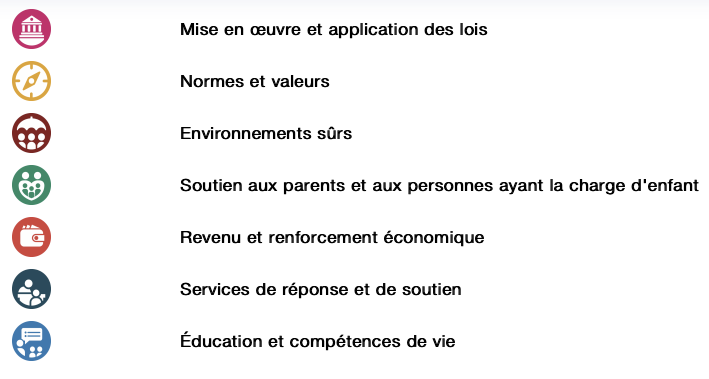 Mise en œuvre et application des lois
Normes et valeurs
Environnements sûrs
Soutien aux parents et aux personnes ayant la charge d'enfant
Revenu et renforcement économique
Services de réponse et de soutien
Éducation et compétences de vie